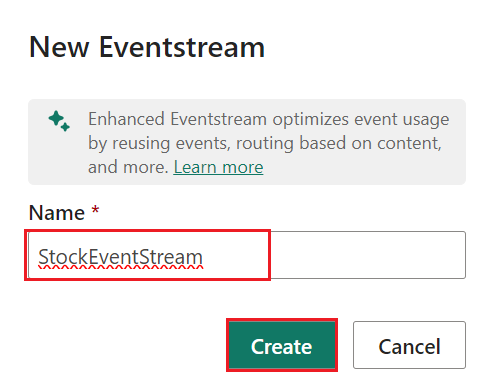 New Eventstream
Enhanced Eventstream optimizes event usage
by reusing events, routing based on content,
and more. Learn more
Name *
StockEventStream
Create Cancel